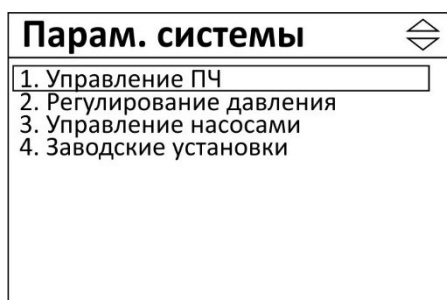 Парам. системы
1. Управление ПЧ
2. Регулирование давления
3. Управление насосами
4. Заводские установки